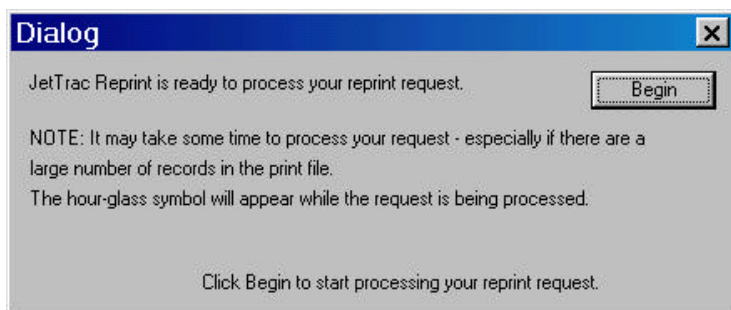 Dialog
JetTrac Reprint is ready to process your reprint request.
Begin
NOTE: It may take some time to process your request - especially if there are a
large number of records in the print file.
The hour-glass symbol will appear while the request is being processed.
Click Begin to start processing your reprint request.